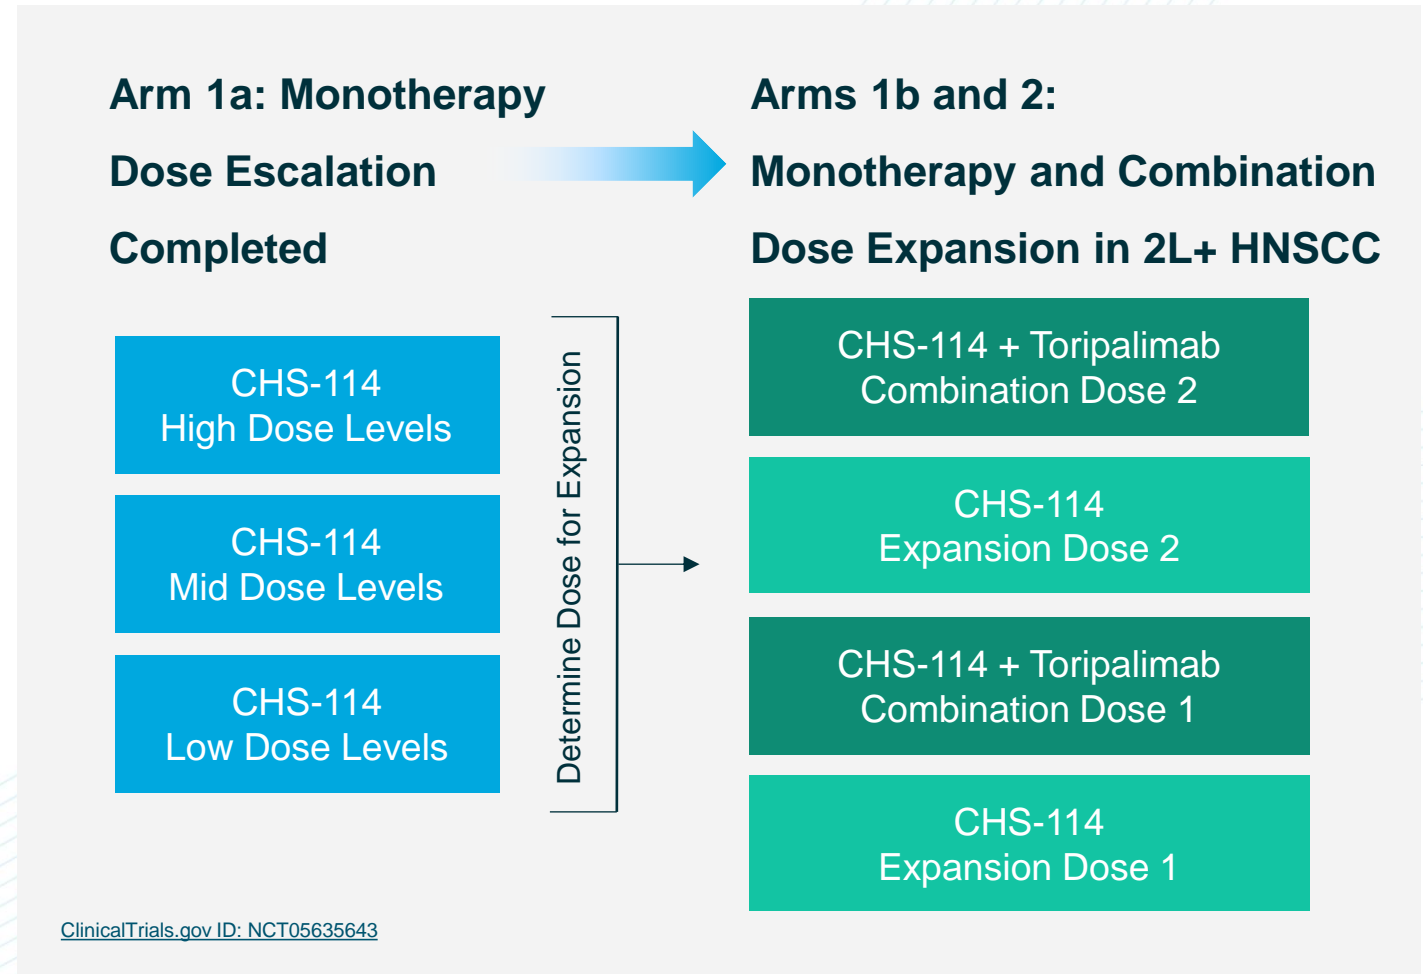 Arm 1a: Monotherapy
Dose Escalation
Completed
CHS-114
High Dose Levels
CHS-114
Mid Dose Levels
CHS-114
Low Dose Levels
Determine Dose for Expansion
Arms 1b and 2:
Monotherapy and Combination
Dose Expansion in 2L+ HNSCC
CHS-114 + Toripalimab
Combination Dose 2
CHS-114
Expansion Dose 2
CHS-114 + Toripalimab
Combination Dose 1
CHS-114
Expansion Dose 1
ClinicalTrials.gov ID: NCT05635643